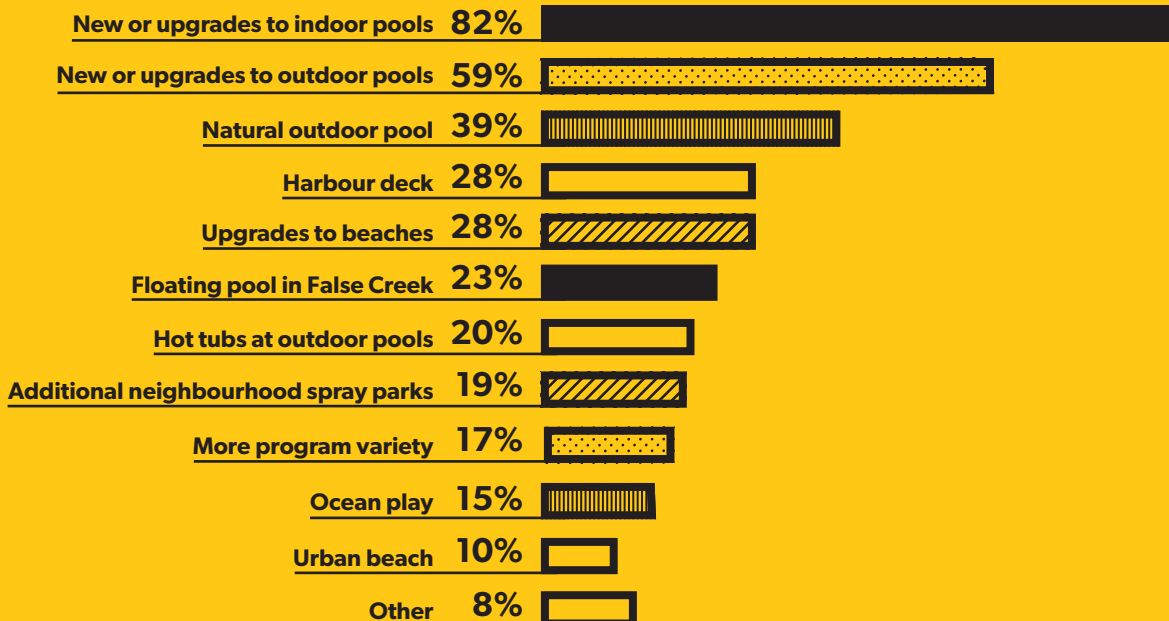 New or upgrades to indoor pools 82%
New or upgrades to outdoor pools 59%
Natural outdoor pool 39%
Harbour deck 28%
Upgrades to beaches 28%
Floating pool in False Creek 23%
Hot tubs at outdoor pools 20%
Additional neighbourhood spray parks 19%
More program variety 17%
Ocean play 15%
Urban beach 10%
Other 8%